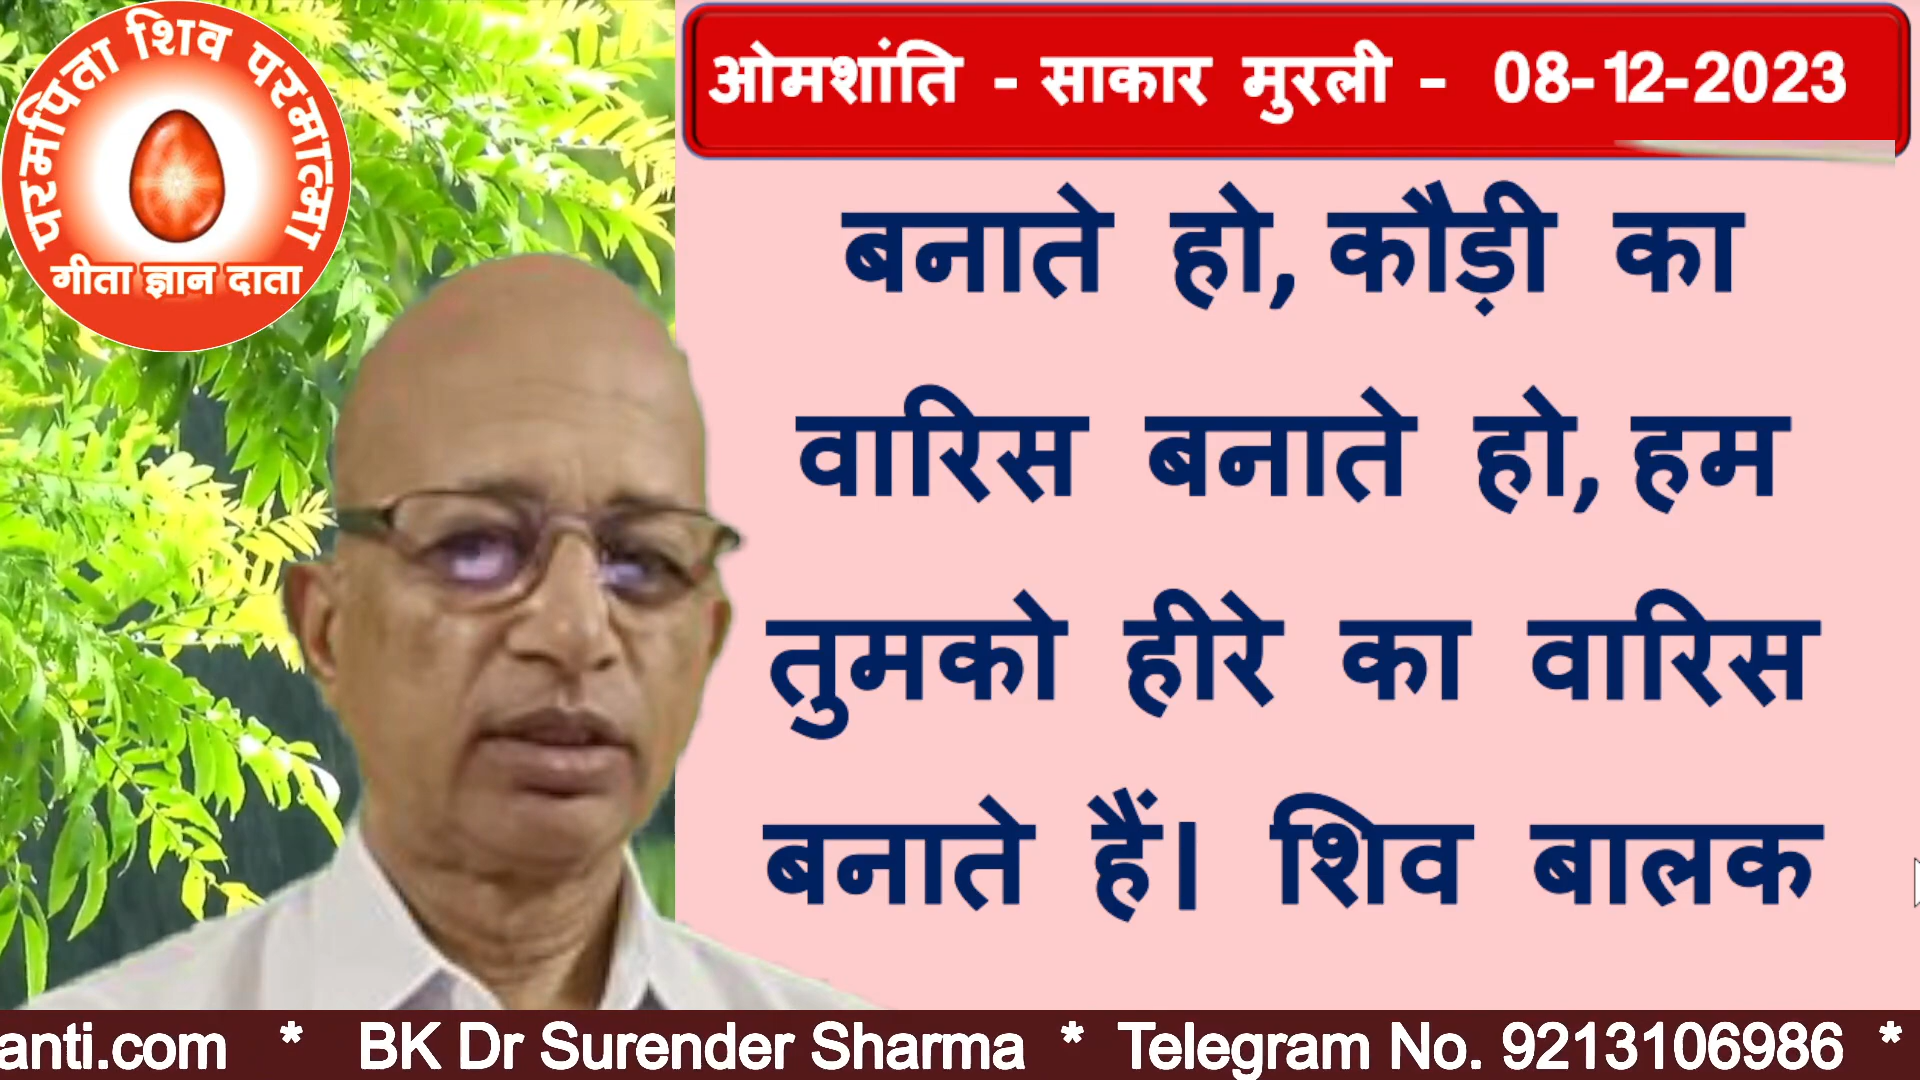 परमपिता शिव परमात्मा
गीता ज्ञान दाता
ओमशांति - साकार मुरली - 08-12-2023
बनाते हो, कौड़ी का
वारिस बनाते हो, हम
तुमको हीरे का वारिस
बनाते हैं। शिव बालक
anti.com * BK Dr Surender Sharma * Telegram No. 9213106986 *